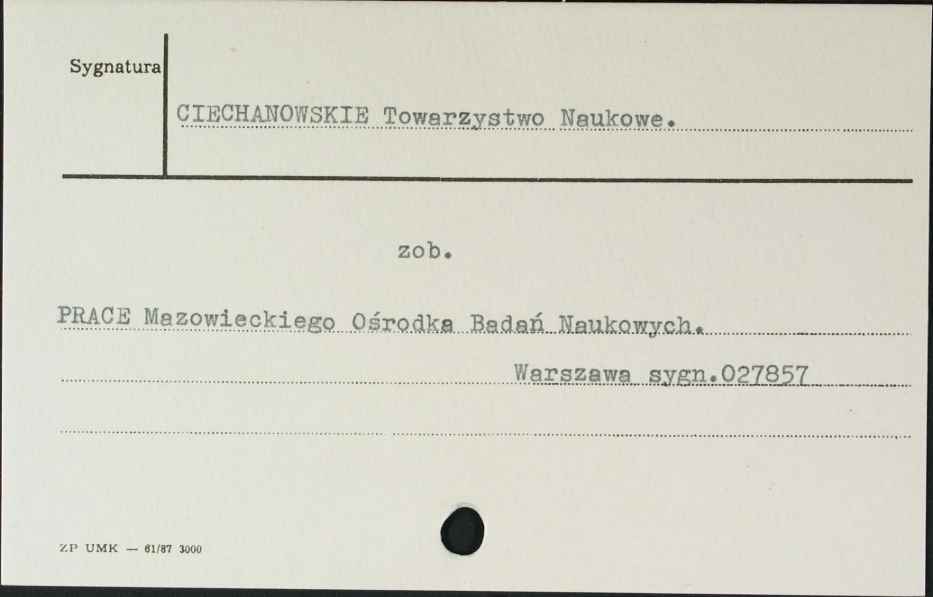 Sygnatura
CIECHANOWSKIE Towarzystwo Naukowe.
zob.
PRACE Mazowieckiego Ośrodka Badań Naukowych.
Warszawa sygn.027857
ZP UMK — 61/87 3000